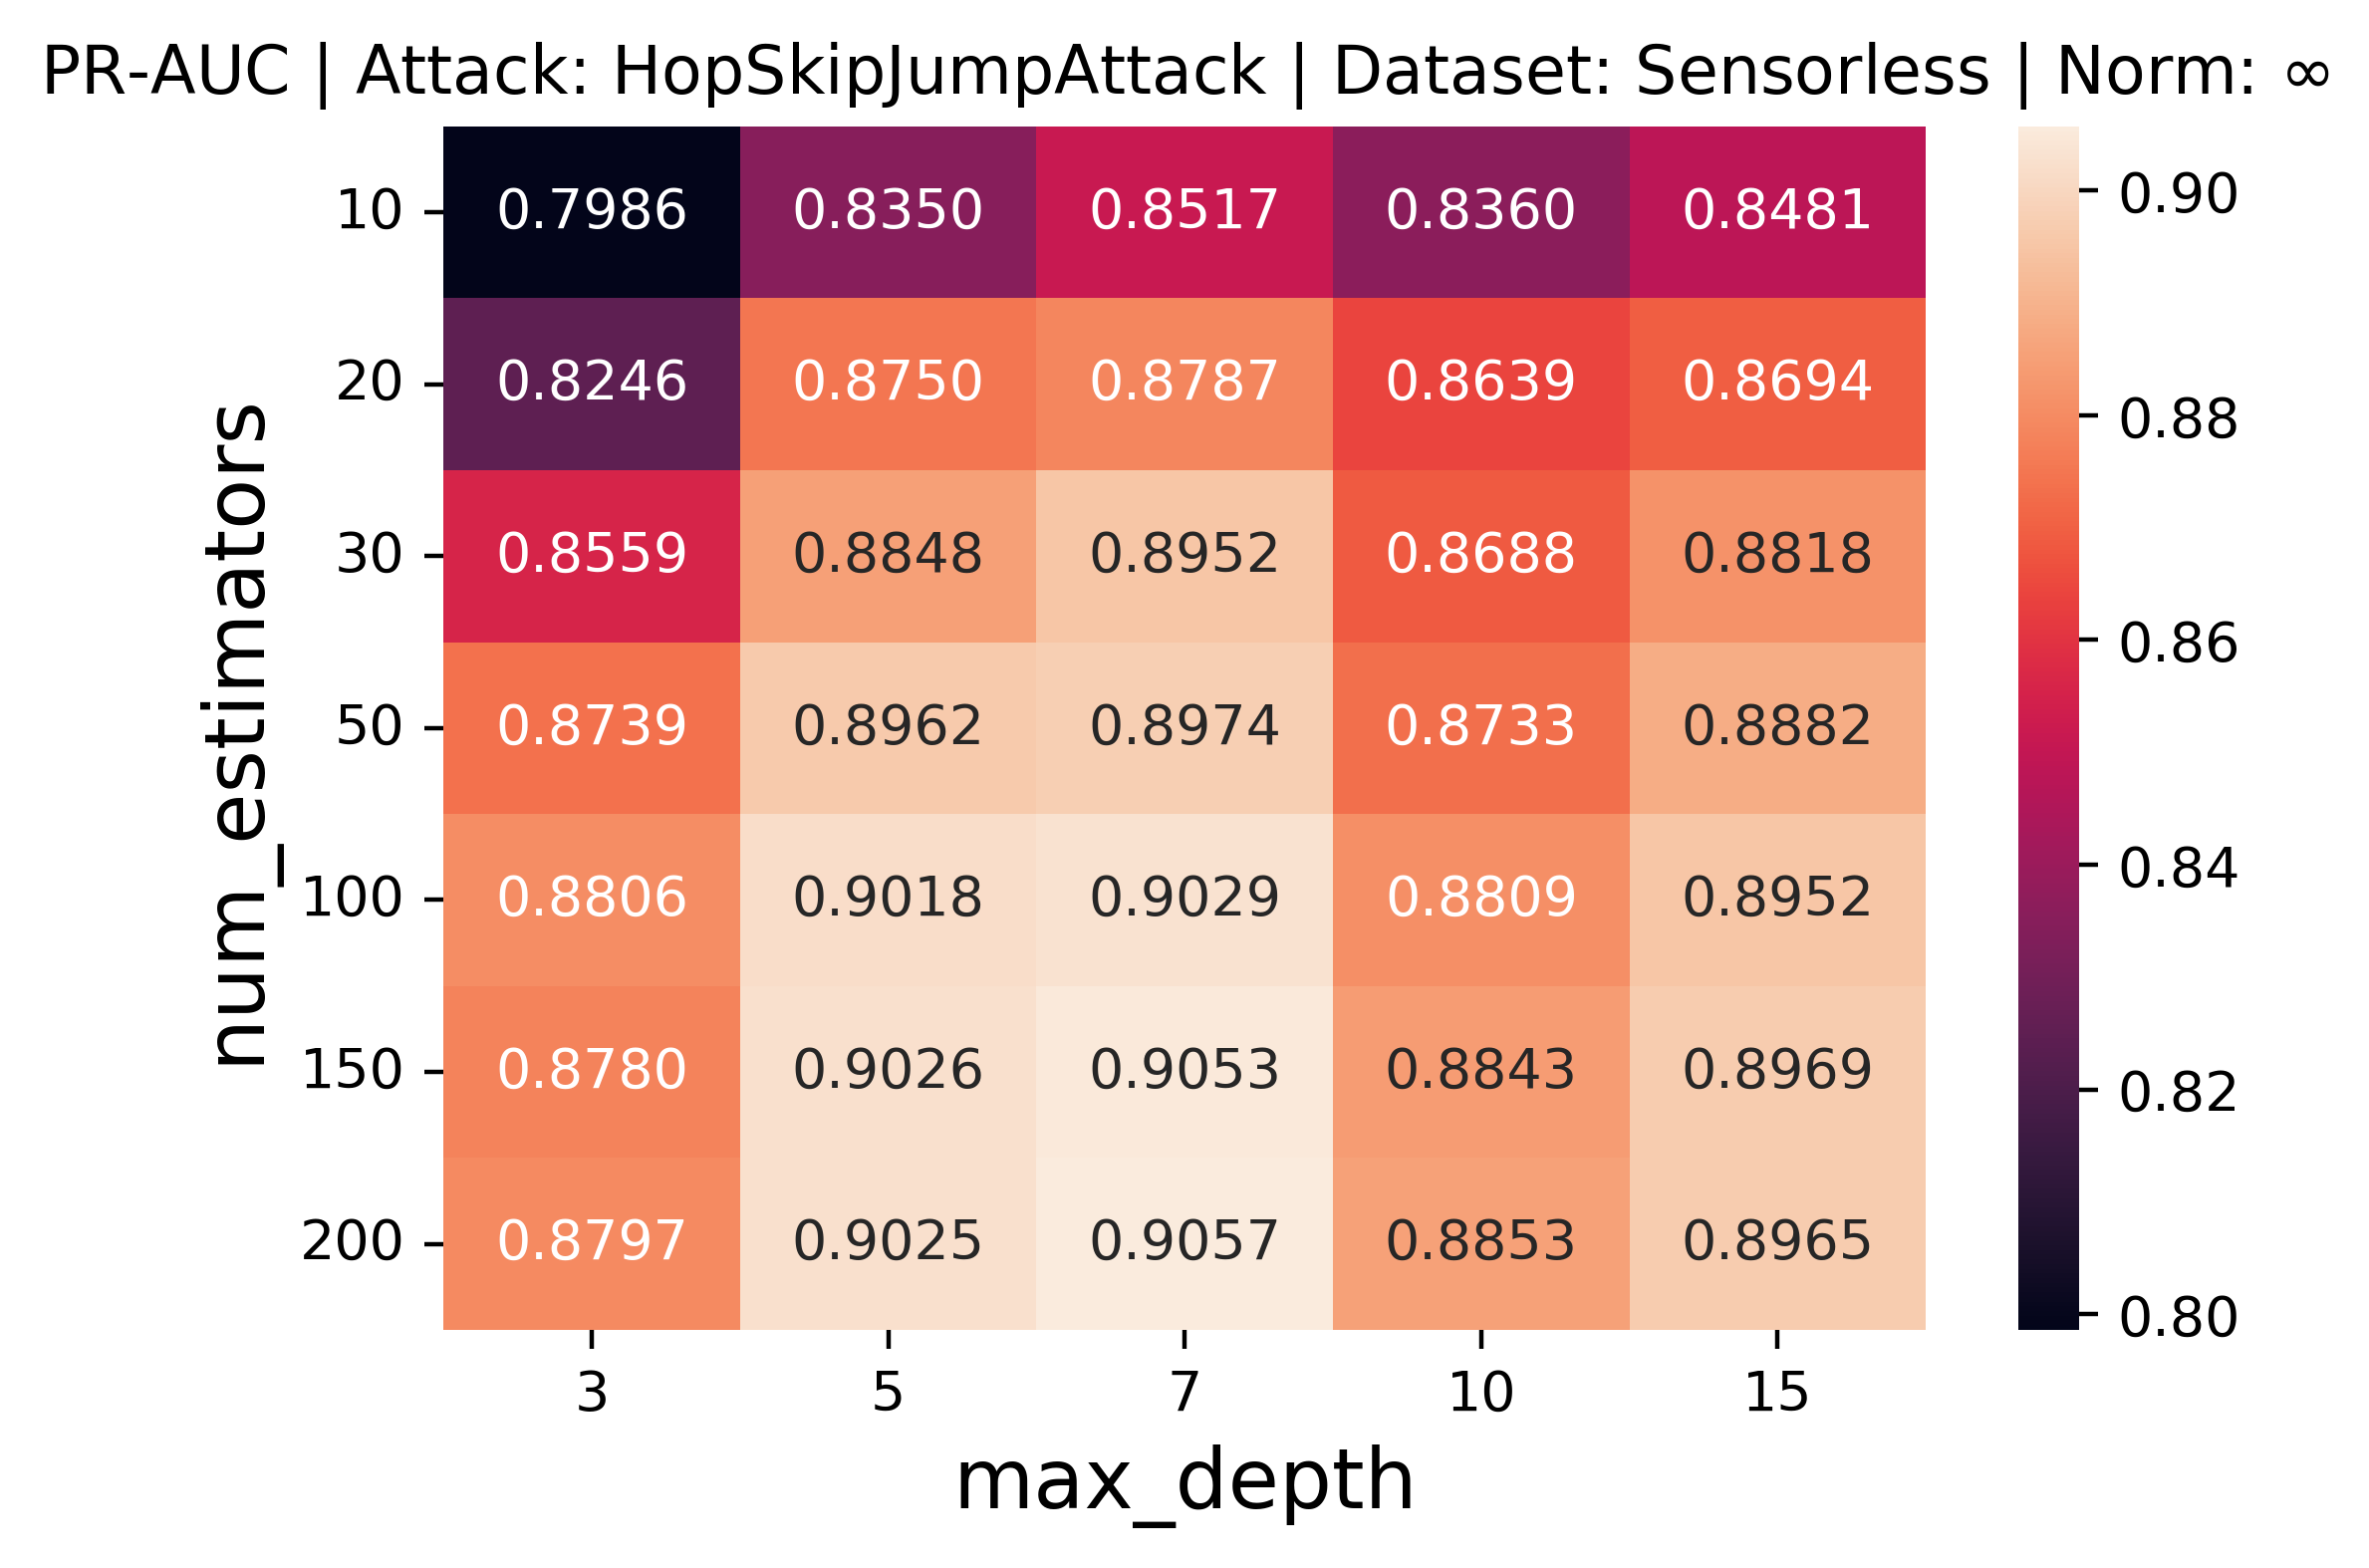 PR-AUC | Attack: HopSkipJumpAttack | Dataset: Sensorless | Norm: ∞
num_estimators
10 0.7986 0.8350 0.8517 0.8360 0.8481
20 0.8246 0.8750 0.8787 0.8639 0.8694
30 0.8559 0.8848 0.8952 0.8688 0.8818
50 0.8739 0.8962 0.8974 0.8733 0.8882
100 0.8806 0.9018 0.9029 0.8809 0.8952
150 0.8780 0.9026 0.9053 0.8843 0.8969
200 0.8797 0.9025 0.9057 0.8853 0.8965
3 5 7 10 15
max_depth
0.90
0.88
0.86
0.84
0.82
0.80